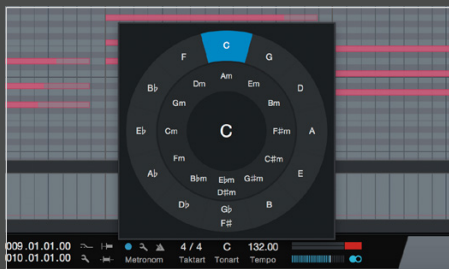 C
F
G
Am
Dm
Em
B♭
D
Gm
Bm
E♭
Cm
C
F♯m
A
Fm
C♯m
A♭
E
B♭m
E♭m
G♯m
D♯m
D♭
G♭
B
F♯
009.01.01.00
4 / 4
C
132.00
010.01.01.00
Metronom
Taktart
Tonart
Tempo